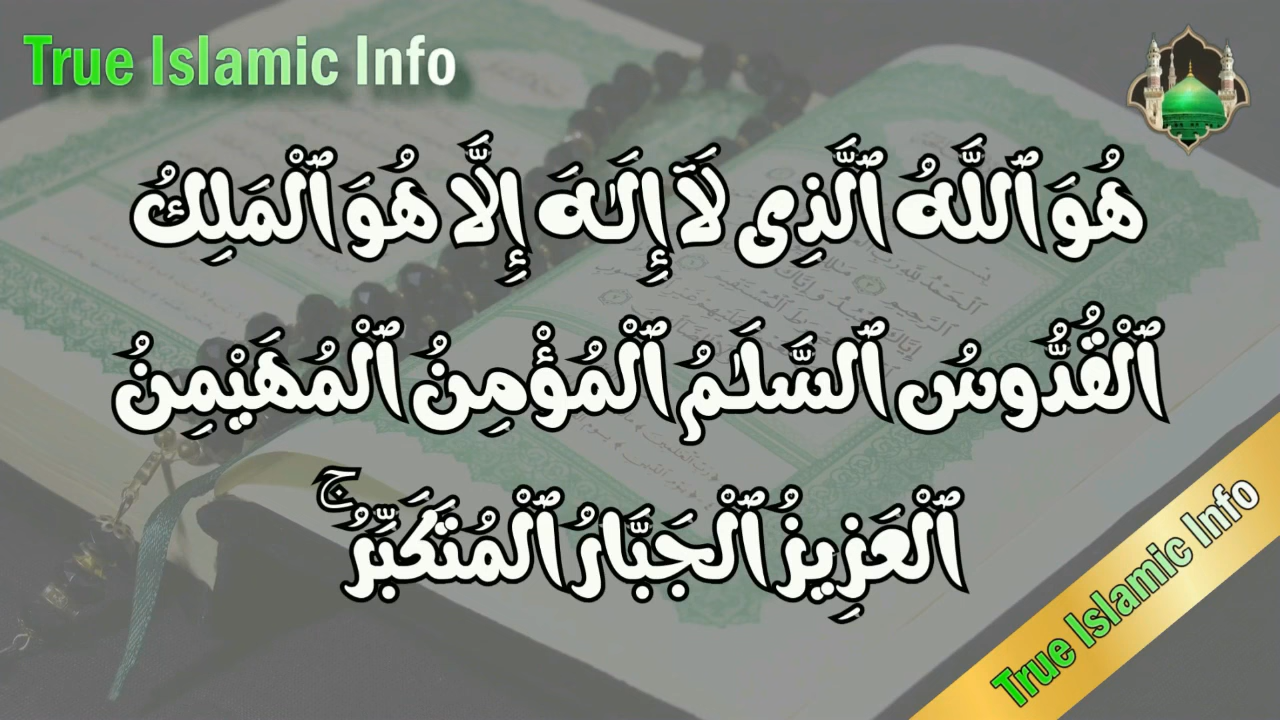 True Islamic Info
هُوَ ٱللَّهُ ٱلَّذِى لَآ إِلَـٰهَ إِلَّا هُوَ ٱلْمَلِكُ
ٱلْقُدُّوسُ ٱلسَّلَـٰمُ ٱلْمُؤْمِنُ ٱلْمُهَيْمِنُ
ٱلْعَزِيزُ ٱلْجَبَّارُ ٱلْمُتَكَبِّرُ ۚ
True Islamic Info